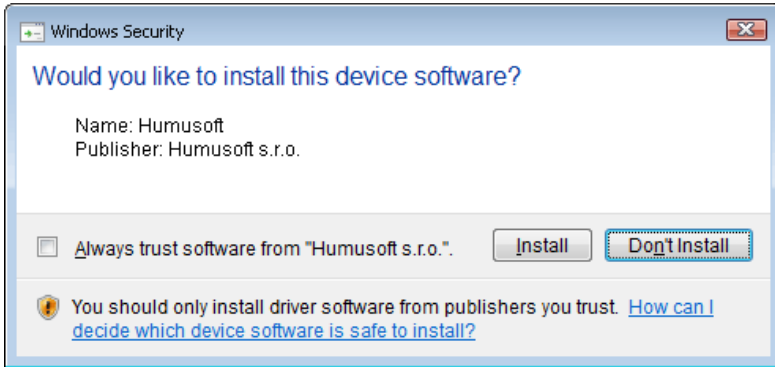 Windows Security
Would you like to install this device software?
Name: Humusoft
Publisher: Humusoft s.r.o.
Always trust software from "Humusoft s.r.o.".
Install
Don't Install
You should only install driver software from publishers you trust. How can I
decide which device software is safe to install?